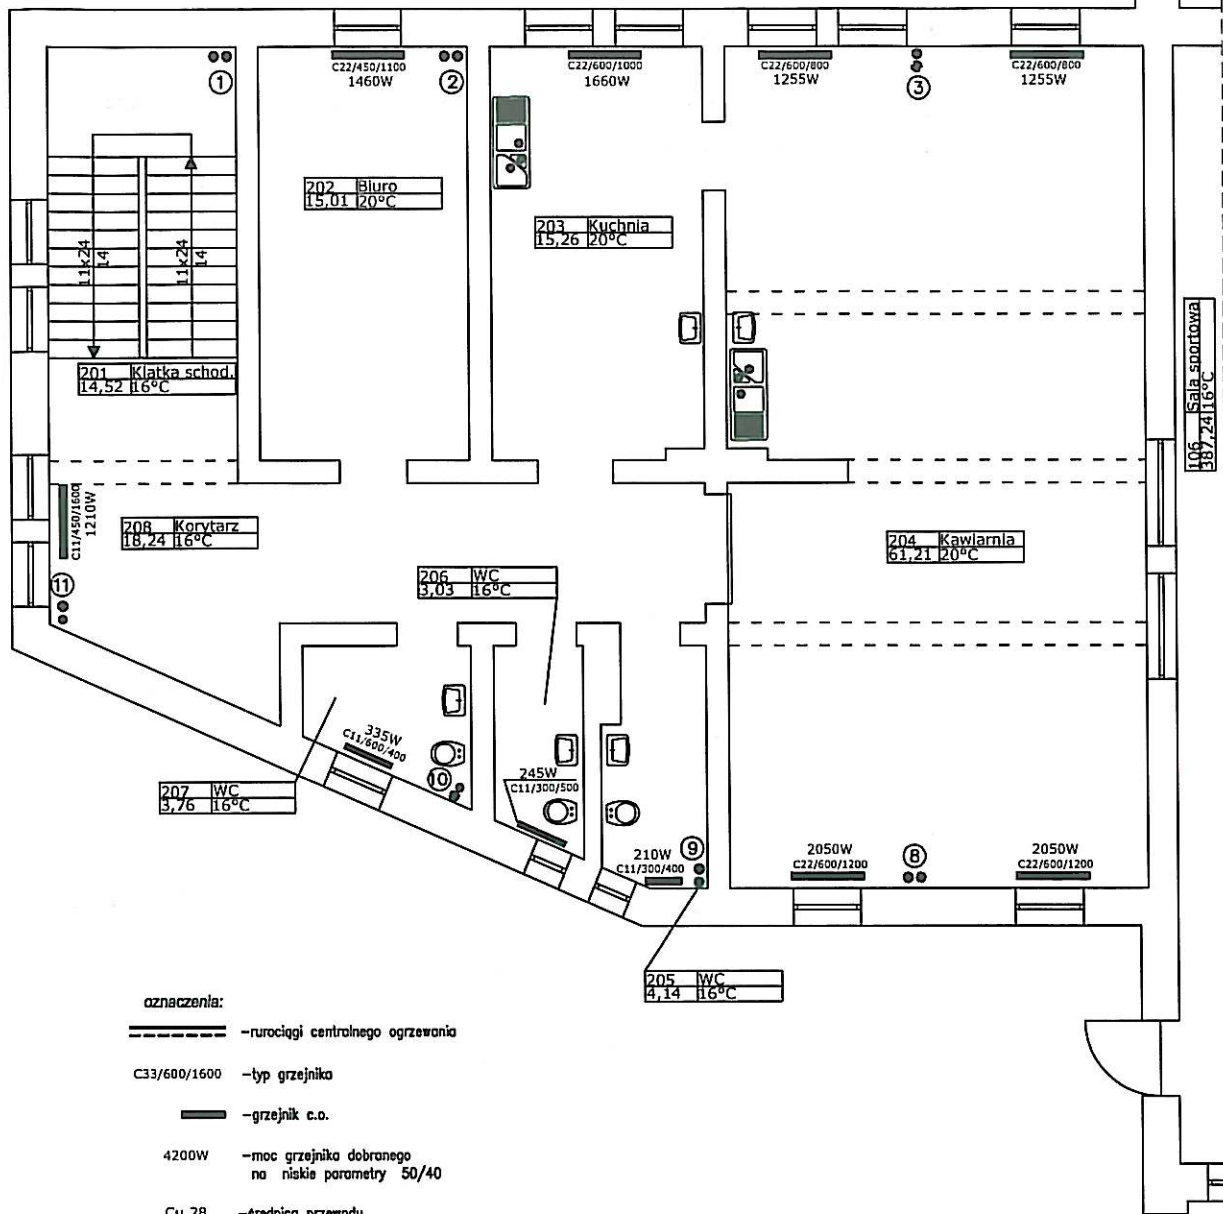 C22/450/1100
1460W
C22/600/1000
1660W
C22/600/800
1255W
C22/600/800
1255W
1
2
3
202 Biuro
15,01 20°C
203 Kuchnia
15,26 20°C
11x24
14
11x24
14
201 Klatka schod.
14,52 16°C
106 Sala sportowa
387,24 16°C
C11/450/1600
1210W
208 Korytarz
18,24 16°C
204 Kawiarnia
61,21 20°C
206 WC
3,03 16°C
11
335W
C11/600/400
10
207 WC
3,76 16°C
245W
C11/300/500
210W
C11/300/400
9
2050W
C22/600/1200
8
2050W
C22/600/1200
205 WC
4,14 16°C
oznaczenia:
-rurociągi centralnego ogrzewania
C33/600/1600 -typ grzejnika
-grzejnik c.o.
4200W -moc grzejnika dobranego
na niskie parametry 50/40
Cu 28 -średnica przewodu